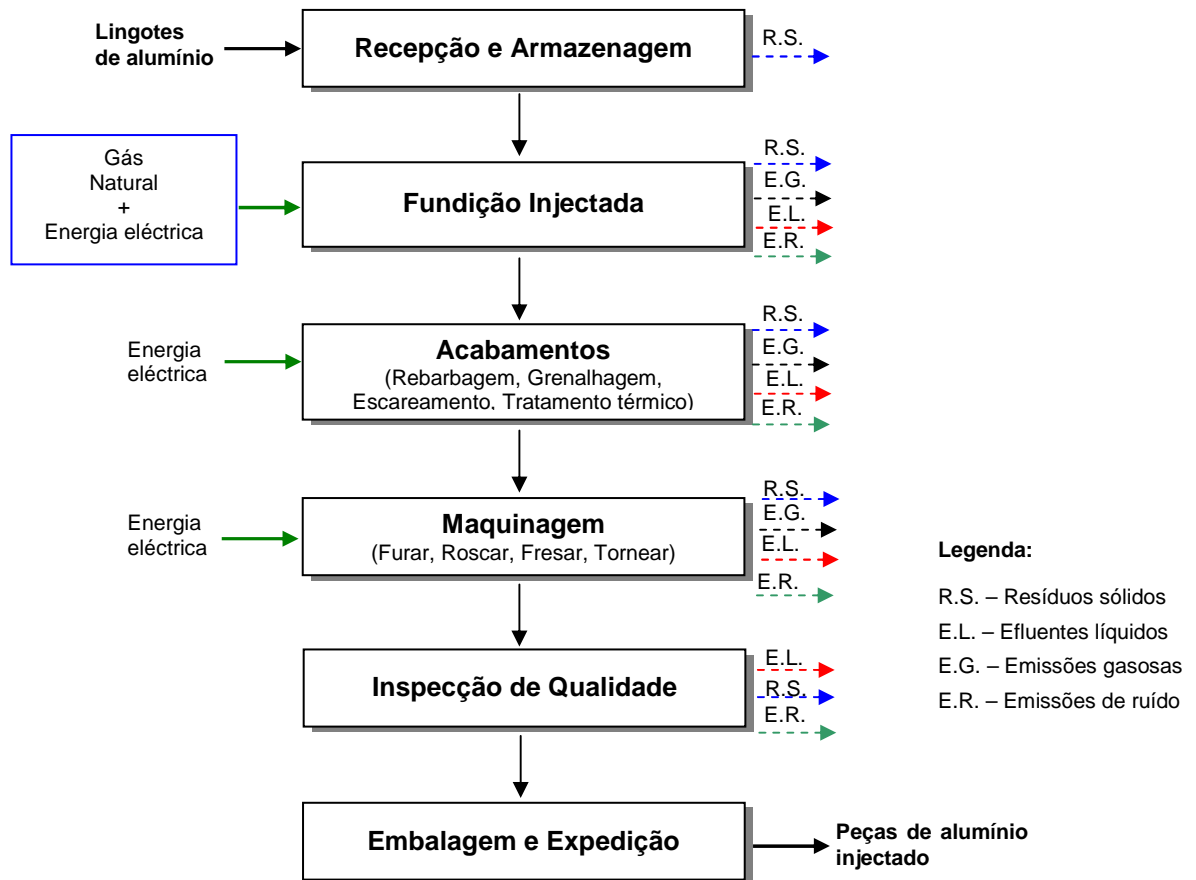 Lingotes
de alumínio
Recepção e Armazenagem
R.S.
Gás
Natural
+
Energia eléctrica
Fundição Injectada
R.S.
E.G.
E.L.
E.R.
Energia
eléctrica
Acabamentos
(Rebarbagem, Grenalhagem,
Escareamento, Tratamento térmico)
R.S.
E.G.
E.L.
E.R.
Energia
eléctrica
Maquinagem
(Furar, Roscar, Fresar, Tornear)
R.S.
E.G.
E.L.
E.R.
Legenda:
R.S. – Resíduos sólidos
E.L. – Efluentes líquidos
E.G. – Emissões gasosas
E.R. – Emissões de ruído
Inspecção de Qualidade
E.L.
R.S.
E.R.
Embalagem e Expedição
Peças de alumínio
injectado